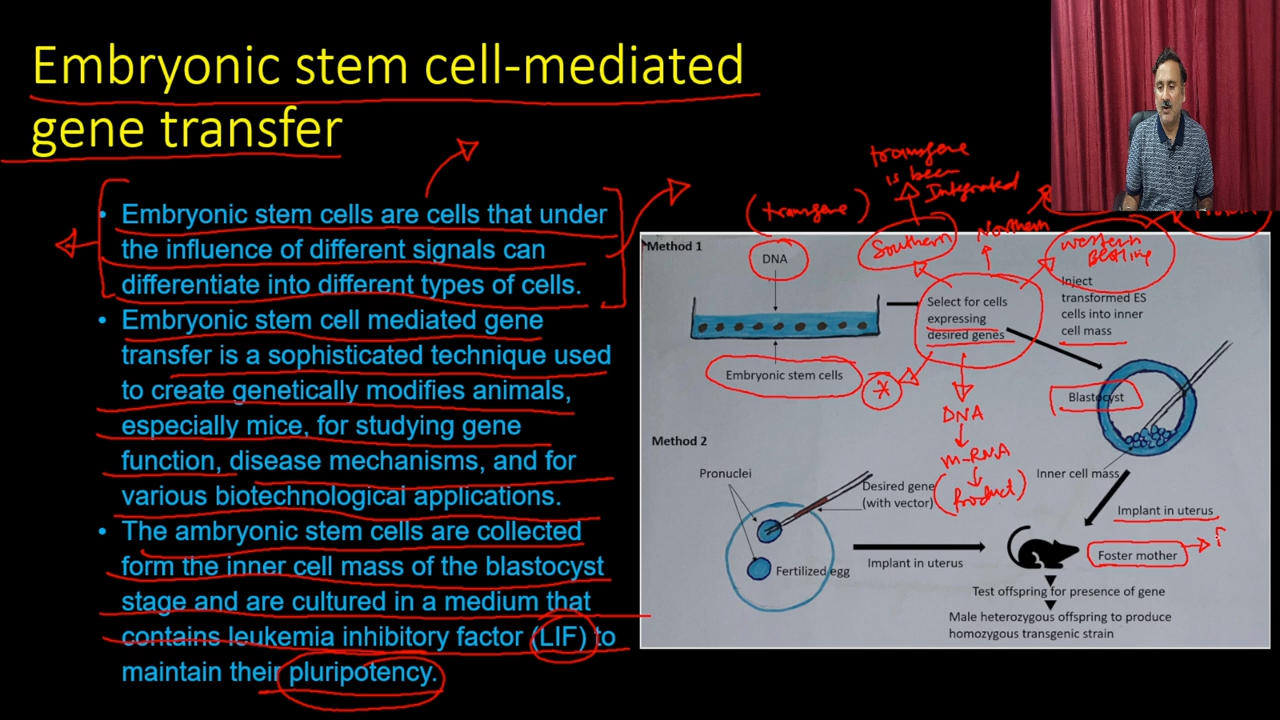 Embryonic stem cell-mediated
gene transfer
• Embryonic stem cells are cells that under
the influence of different signals can
differentiate into different types of cells.
• Embryonic stem cell mediated gene
transfer is a sophisticated technique used
to create genetically modifies animals,
especially mice, for studying gene
function, disease mechanisms, and for
various biotechnological applications.
• The ambryonic stem cells are collected
form the inner cell mass of the blastocyst
stage and are cultured in a medium that
contains leukemia inhibitory factor (LIF) to
maintain their pluripotency.
transgene
is been
Integrated
(transgene)
Southern
Northern
Western
Method 1
DNA
Embryonic stem cells
Select for cells
expressing
desired genes
Inject
transformed ES
cells into inner
cell mass
Blastocyst
Inner cell mass
DNA
m-RNA
(Product)
Implant in uterus
Foster mother
Method 2
Pronuclei
Desired gene
(with vector)
Fertilized egg
Implant in uterus
Test offspring for presence of gene
Male heterozygous offspring to produce
homozygous transgenic strain